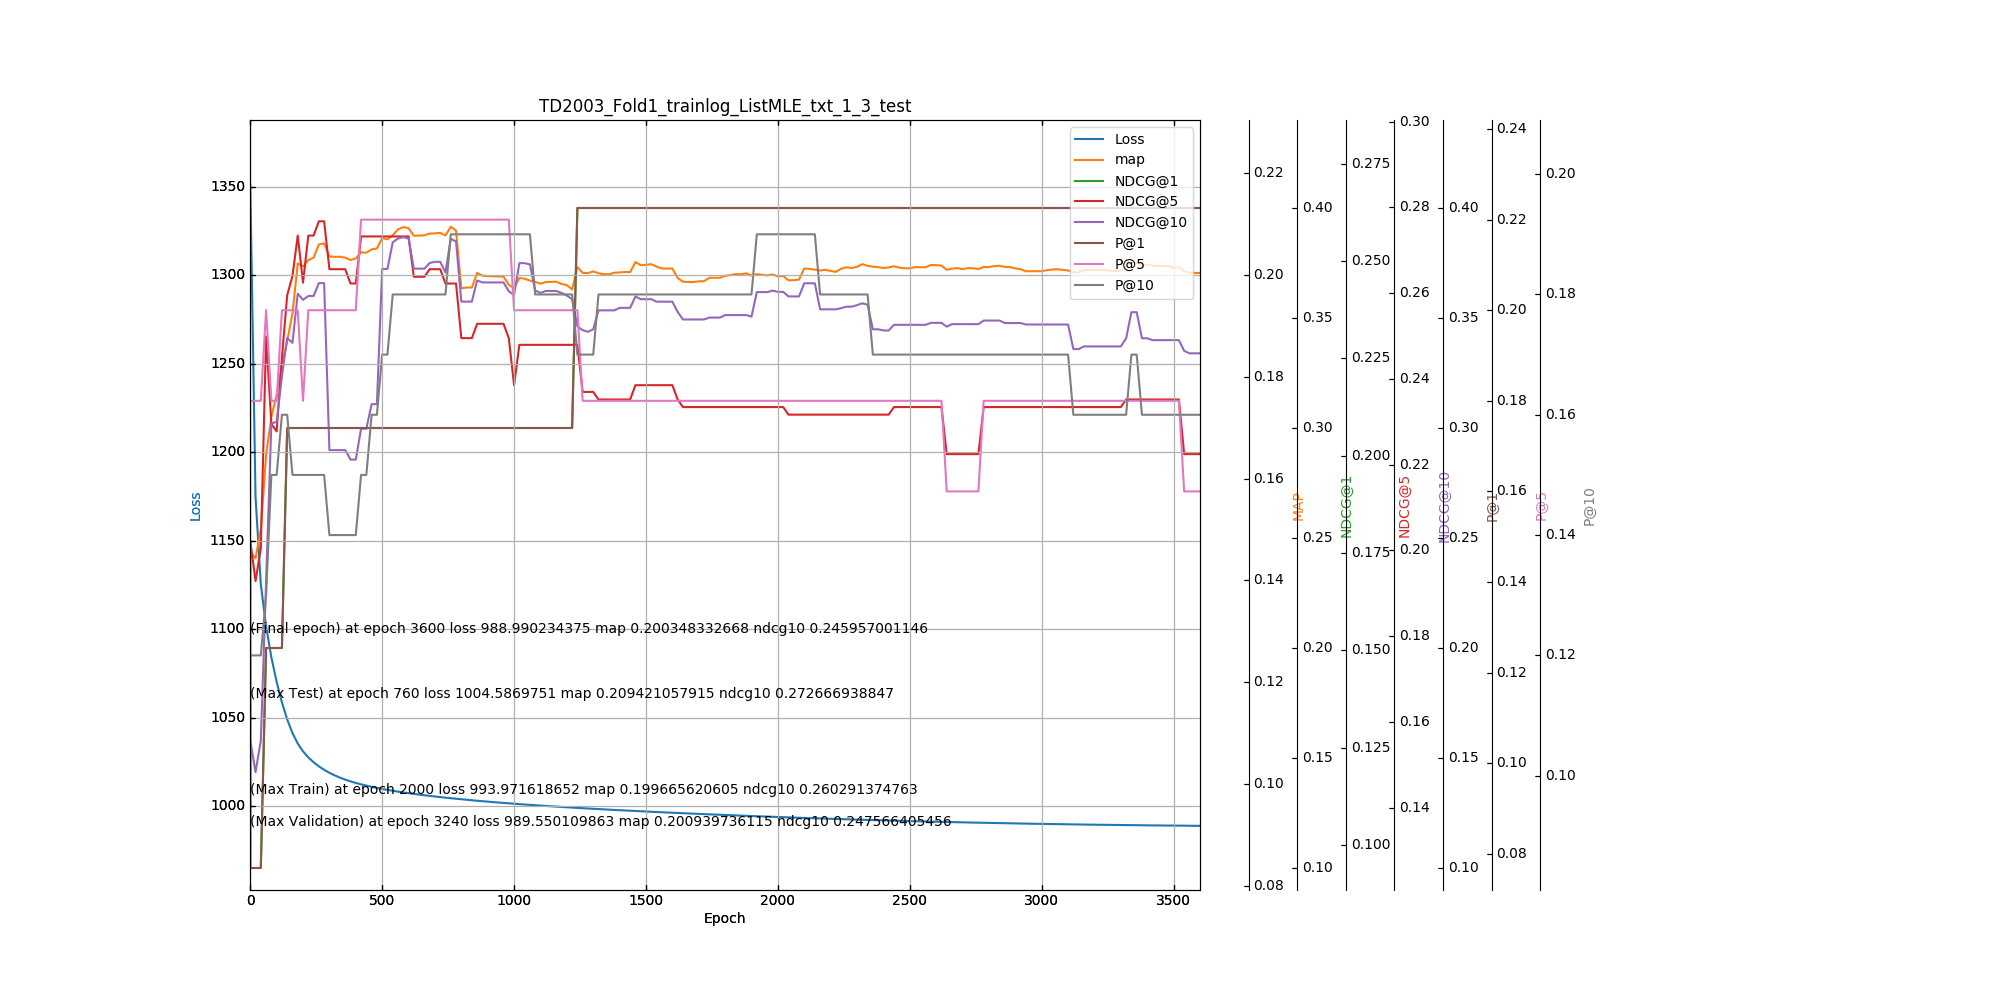 TD2003_Fold1_trainlog_ListMLE_txt_1_3_test
Loss
map
NDCG@1
NDCG@5
NDCG@10
P@1
P@5
P@10
1350
1300
1250
1200
1150
1100
1050
1000
Loss
(Final epoch) at epoch 3600 loss 988.990234375 map 0.200348332668 ndcg10 0.245957001146
(Max Test) at epoch 760 loss 1004.5869751 map 0.209421057915 ndcg10 0.272666938847
(Max Train) at epoch 2000 loss 993.971618652 map 0.199665620605 ndcg10 0.260291374763
(Max Validation) at epoch 3240 loss 989.550109863 map 0.200939736115 ndcg10 0.247566405456
0 500 1000 1500 2000 2500 3000 3500
Epoch
0.22
0.20
0.18
0.16
0.14
0.12
0.10
0.08
MAP
0.40
0.35
0.30
0.25
0.20
0.15
0.10
NDCG@1
0.275
0.250
0.225
0.200
0.175
0.150
0.125
0.100
NDCG@5
0.30
0.28
0.26
0.24
0.22
0.20
0.18
0.16
0.14
NDCG@10
0.40
0.35
0.30
0.25
0.20
0.15
0.10
P@1
0.24
0.22
0.20
0.18
0.16
0.14
0.12
0.10
0.08
P@5
0.20
0.18
0.16
0.14
0.12
0.10
P@10